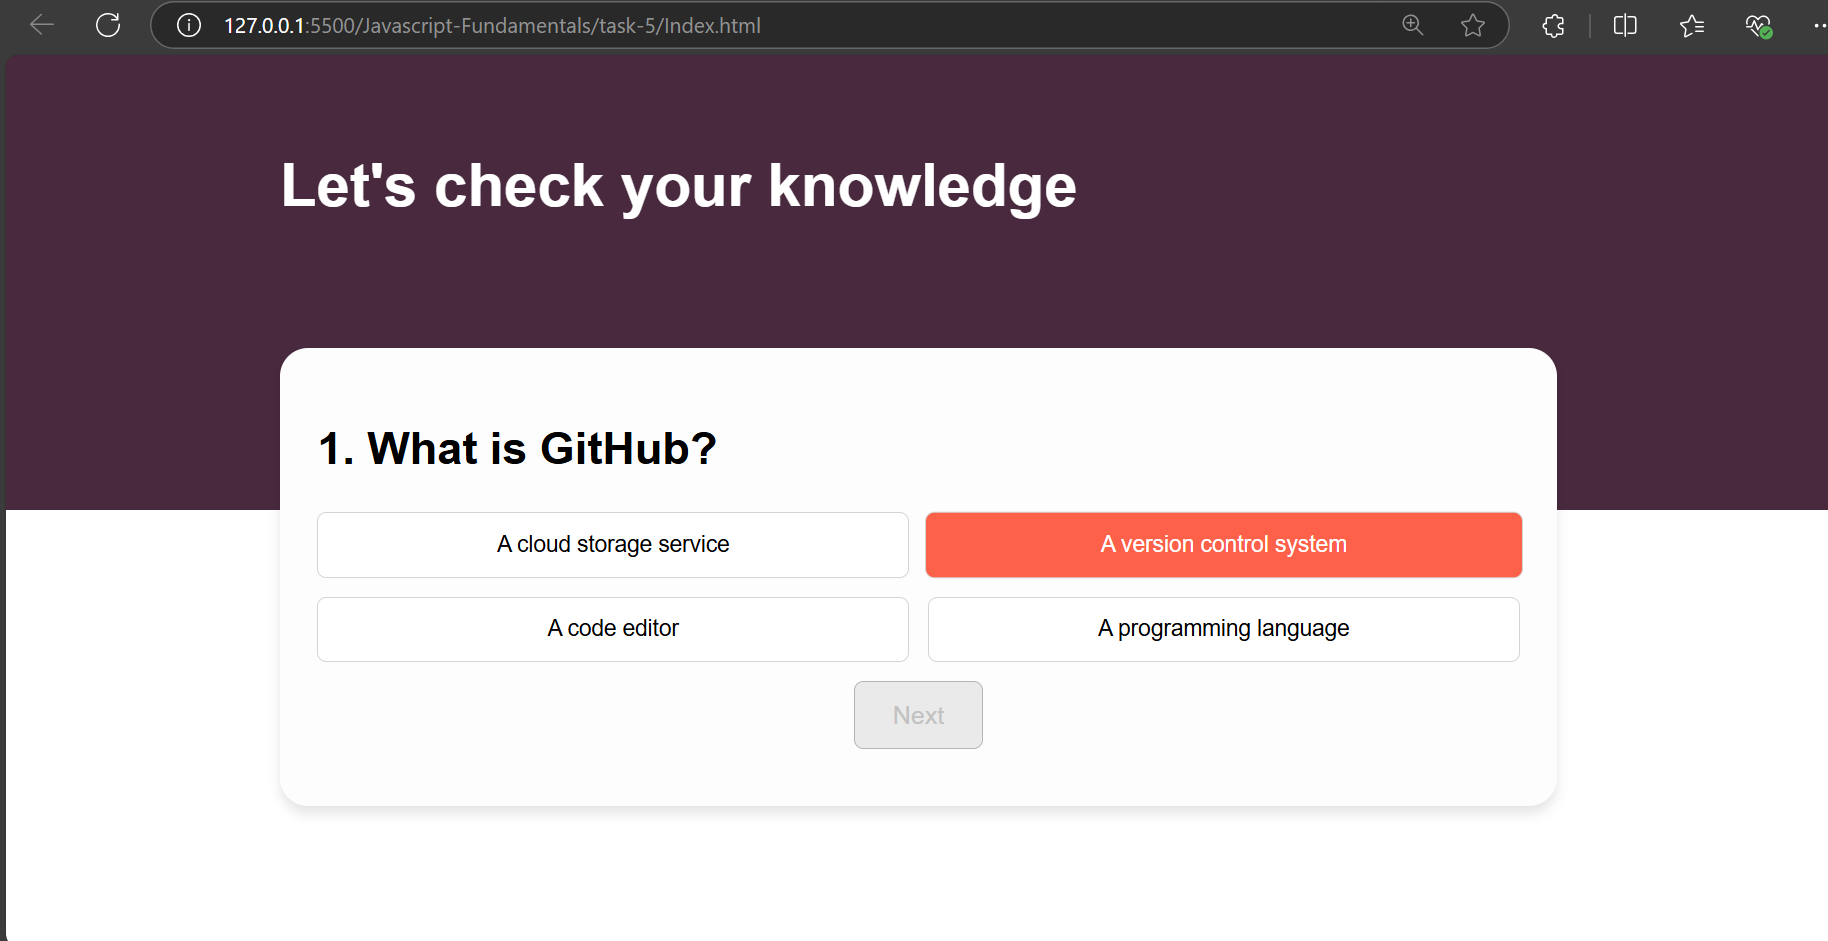 127.0.0.1:5500/Javascript-Fundamentals/task-5/Index.html
Let's check your knowledge
1. What is GitHub?
A cloud storage service
A version control system
A code editor
A programming language
Next